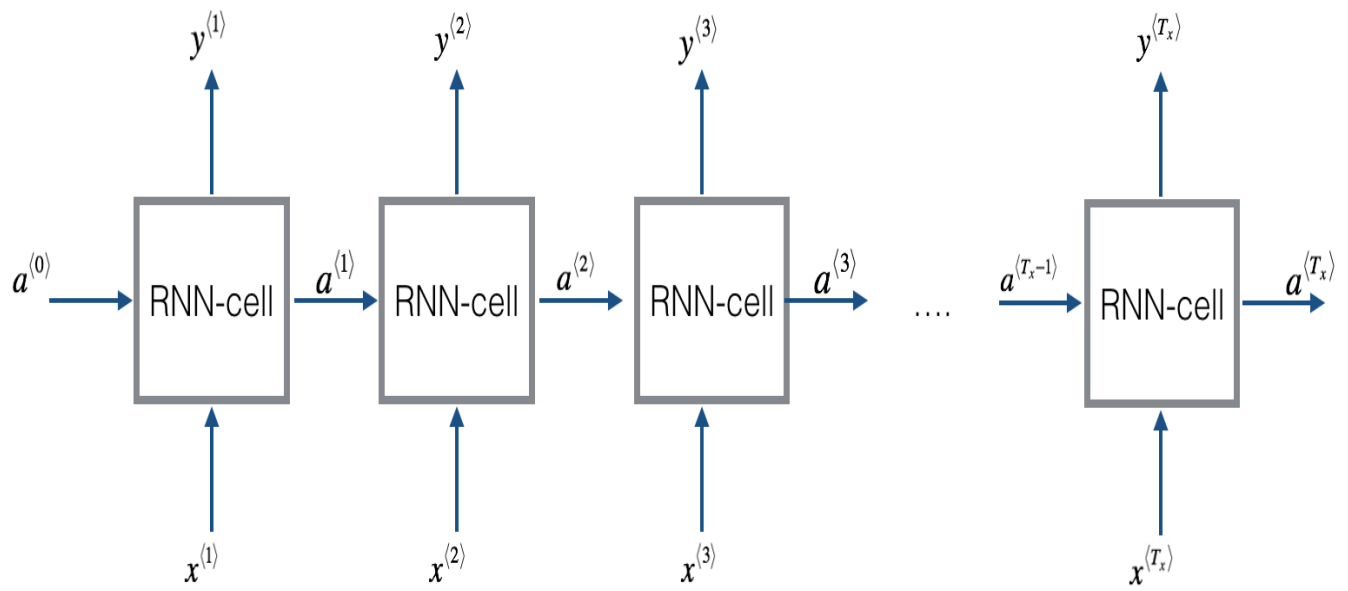 y⟨1⟩ y⟨2⟩ y⟨3⟩ y⟨Tx⟩
a⟨0⟩ RNN-cell a⟨1⟩ RNN-cell a⟨2⟩ RNN-cell a⟨3⟩ .... a⟨Tx−1⟩ RNN-cell a⟨Tx⟩
x⟨1⟩ x⟨2⟩ x⟨3⟩ x⟨Tx⟩